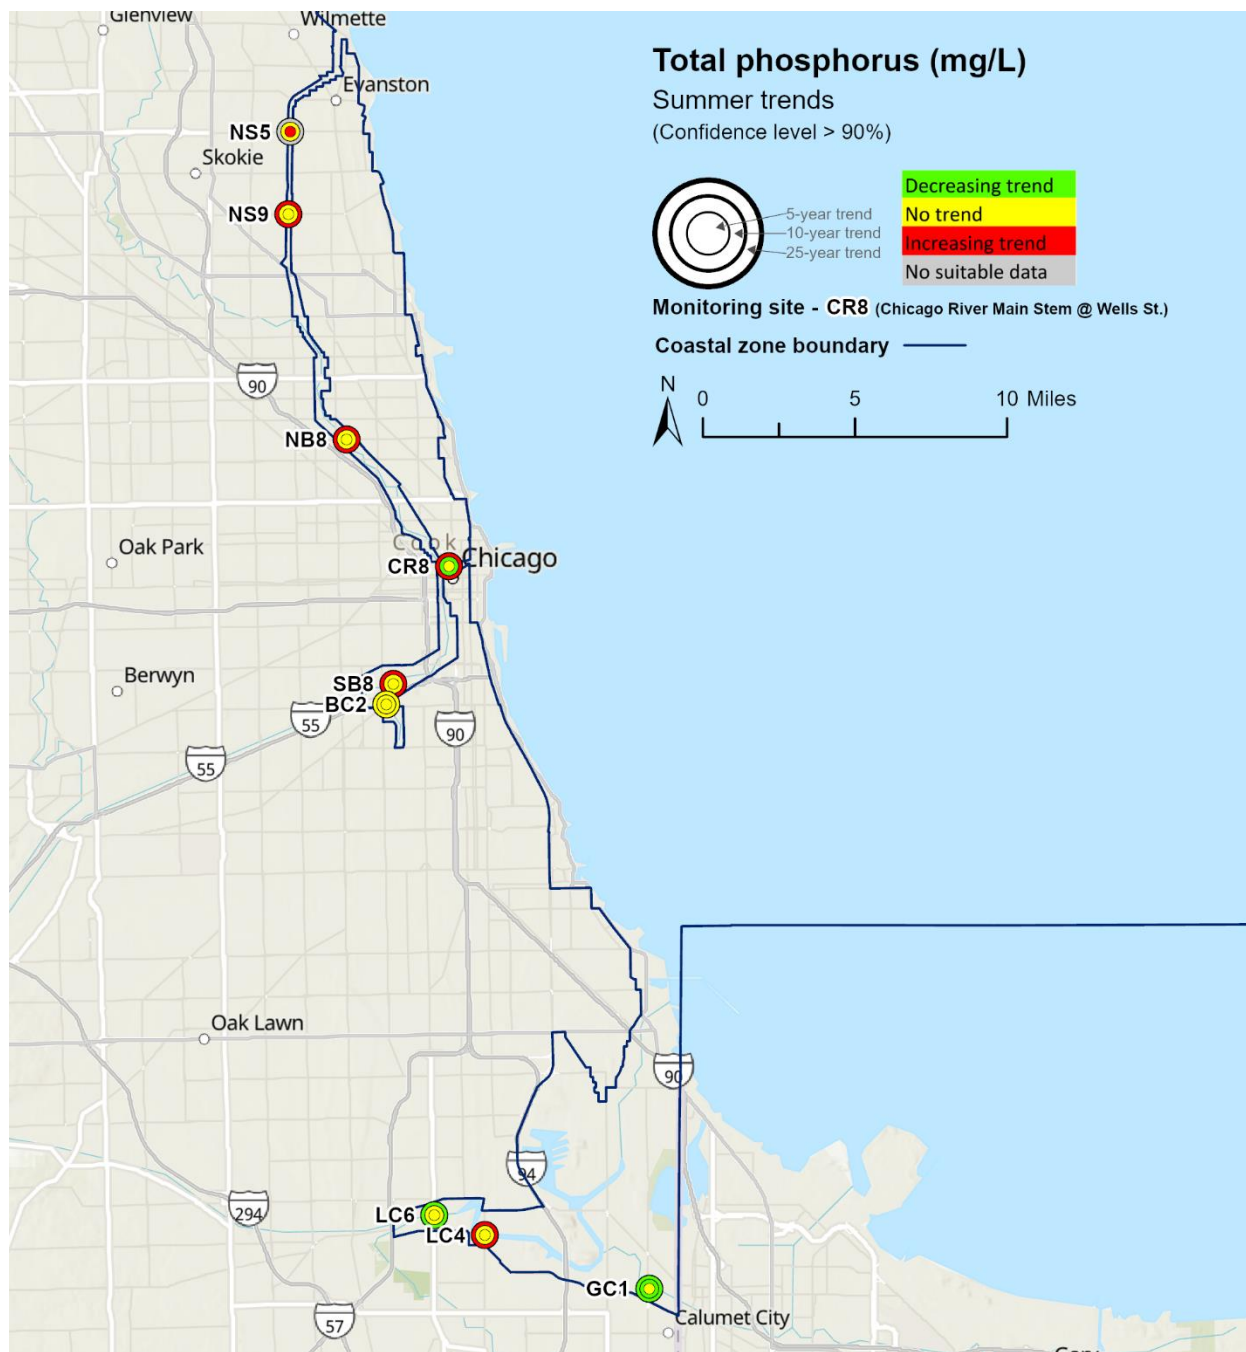 Glenview
Wilmette
Total phosphorus (mg/L)
Summer trends
(Confidence level > 90%)
Evanston
NS5
Skokie
NS9
5-year trend
10-year trend
25-year trend
Decreasing trend
No trend
Increasing trend
No suitable data
Monitoring site - CR8 (Chicago River Main Stem @ Wells St.)
Coastal zone boundary
N
0 5 10 Miles
90
NB8
Oak Park
Cook
Chicago
CR8
Berwyn
SB8
BC2
55
90
55
Oak Lawn
90
94
294
LC6
LC4
GC1
57
Calumet City
Gary